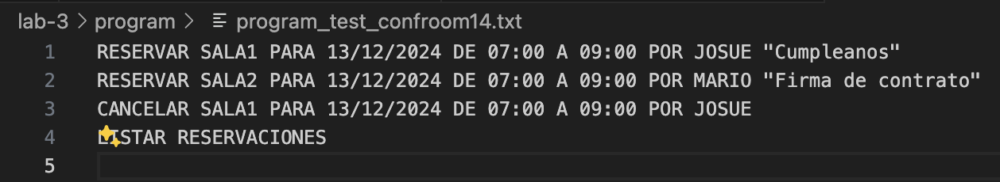 lab-3 > program > program_test_confroom14.txt
1 RESERVAR SALA1 PARA 13/12/2024 DE 07:00 A 09:00 POR JOSUE "Cumpleanos"
2 RESERVAR SALA2 PARA 13/12/2024 DE 07:00 A 09:00 POR MARIO "Firma de contrato"
3 CANCELAR SALA1 PARA 13/12/2024 DE 07:00 A 09:00 POR JOSUE
4 LISTAR RESERVACIONES
5